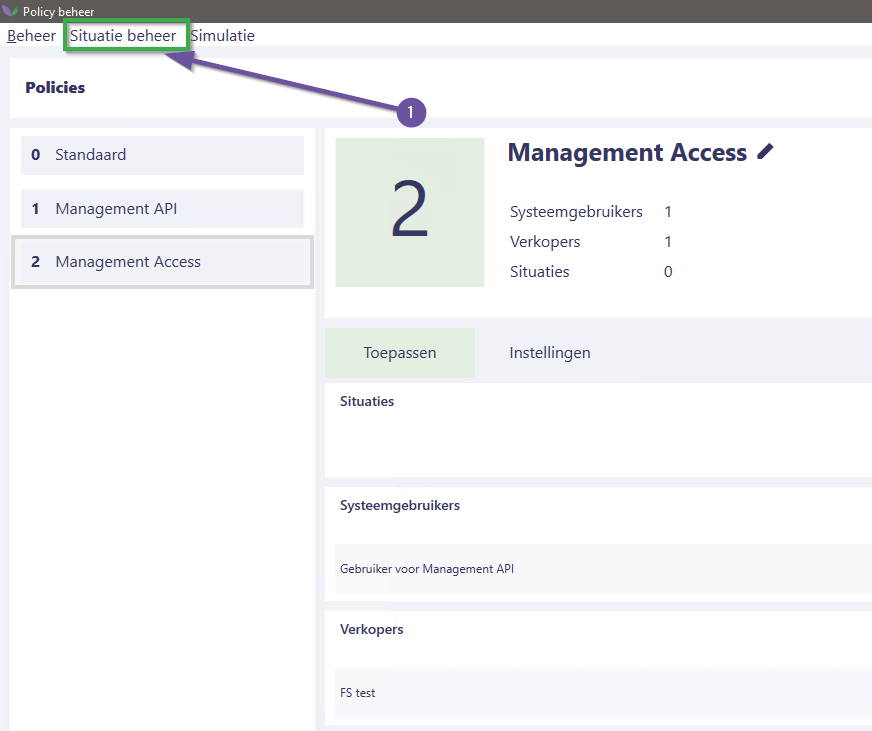 Policy beheer
Beheer Situatie beheer Simulatie
Policies
1
0 Standaard
1 Management API
2 Management Access
2
Management Access
Systeemgebruikers 1
Verkopers 1
Situaties 0
Toepassen Instellingen
Situaties
Systeemgebruikers
Gebruiker voor Management API
Verkopers
FS test